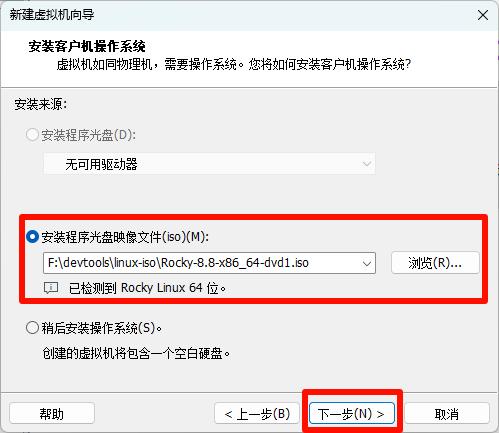 新建虚拟机向导
安装客户机操作系统
虚拟机如同物理机，需要操作系统。您将如何安装客户机操作系统?
安装来源:
安装程序光盘(D):
无可用驱动器
安装程序光盘映像文件(iso)(M):
F:\devtools\linux-iso\Rocky-8.8-x86_64-dvd1.iso
浏览(R)...
已检测到 Rocky Linux 64 位。
稍后安装操作系统(S)。
创建的虚拟机将包含一个空白硬盘。
帮助
< 上一步(B)
下一步(N) >
取消